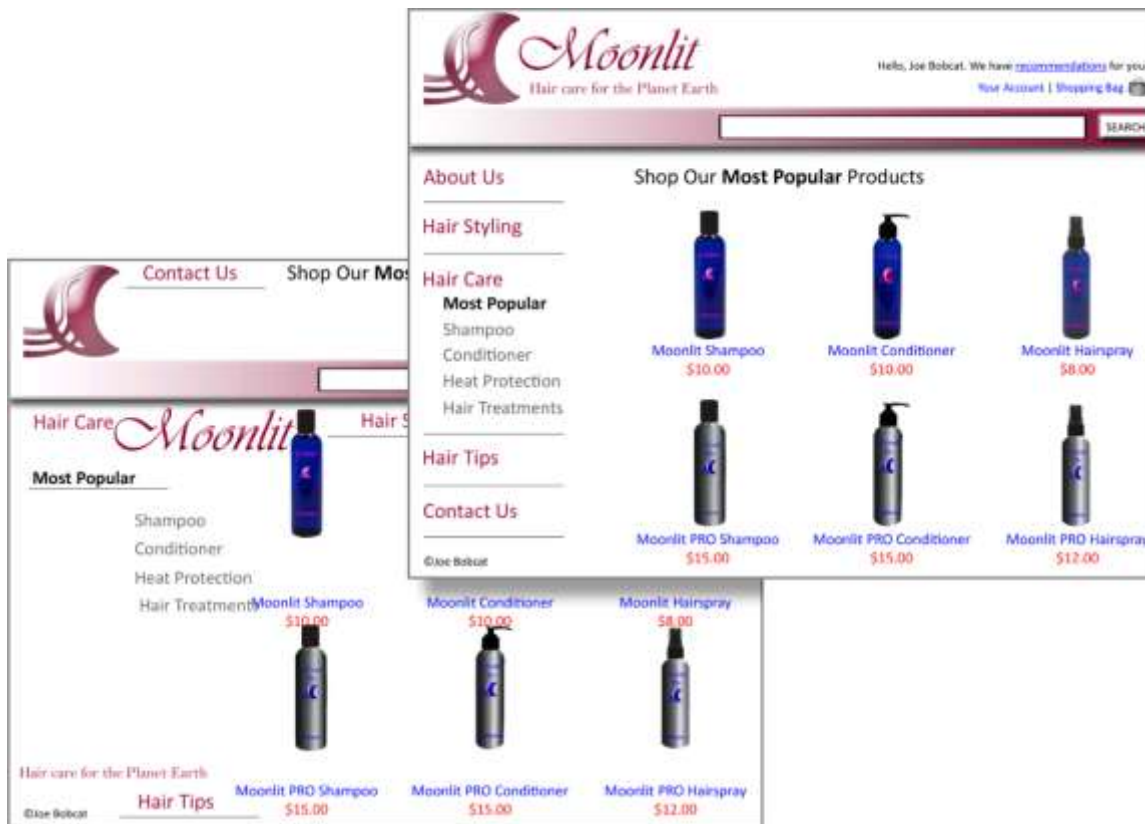 Moonlit
Hair care for the Planet Earth
Hello, Joe Bobcat. We have recommendations for you
Your Account | Shopping Bag
SEARCH
About Us
Hair Styling
Hair Care
Most Popular
Shampoo
Conditioner
Heat Protection
Hair Treatments
Hair Tips
Contact Us
©Joe Bobcat
Shop Our Most Popular Products
Moonlit Shampoo Moonlit Conditioner Moonlit Hairspray
$10.00 $10.00 $8.00
Moonlit PRO Shampoo Moonlit PRO Conditioner Moonlit PRO Hairspray
$15.00 $15.00 $12.00
Contact Us Shop Our Mos
Hair Care Moonlit Hair S
Most Popular
Shampoo
Conditioner
Heat Protection
Hair Treatments
Moonlit Shampoo Moonlit Conditioner Moonlit Hairspray
$10.00 $10.00 $8.00
Hair care for the Planet Earth
Moonlit PRO Shampoo Moonlit PRO Conditioner Moonlit PRO Hairspray
$15.00 $15.00 $12.00
Hair Tips
©Joe Bobcat